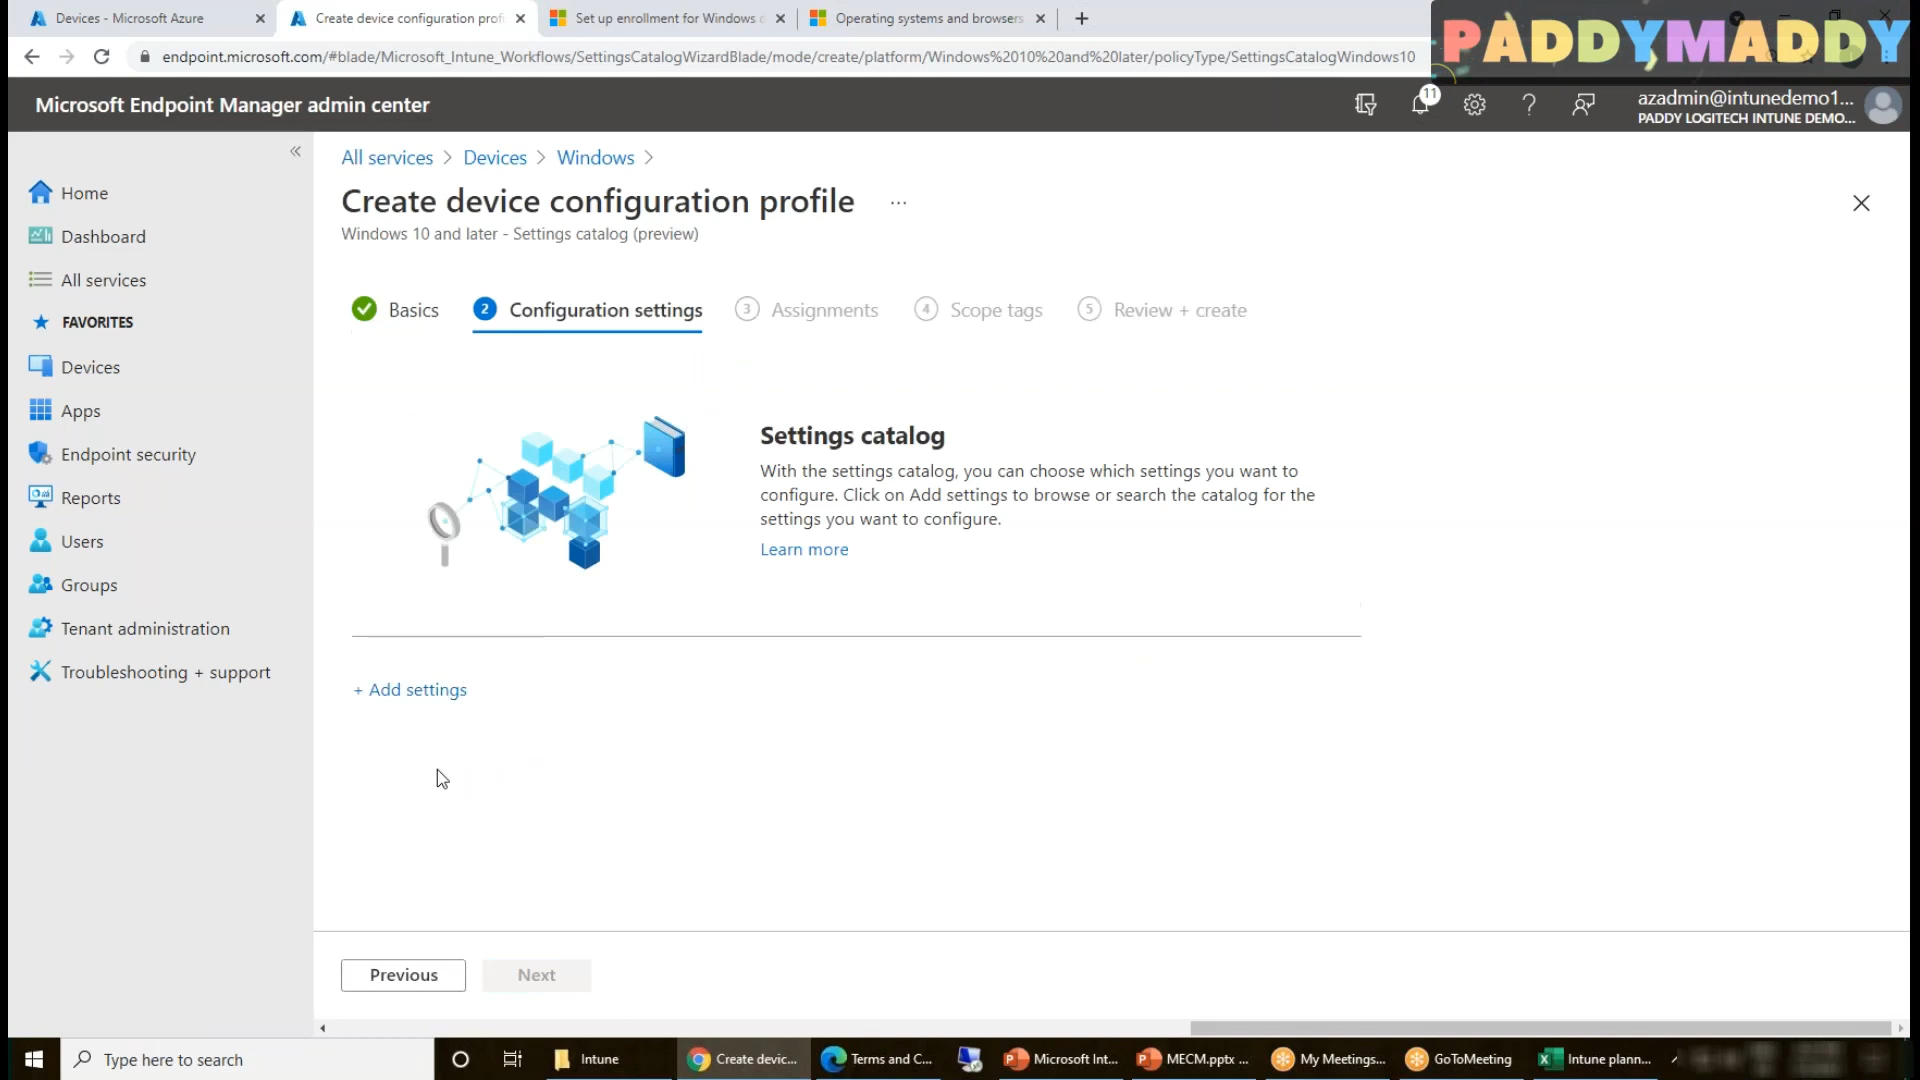 Devices - Microsoft Azure
Create device configuration profi
Set up enrollment for Windows d
Operating systems and browsers
PADDYMADDY
endpoint.microsoft.com/#blade/Microsoft_Intune_Workflows/SettingsCatalogWizardBlade/mode/create/platform/Windows%2010%20and%20later/policyType/SettingsCatalogWindows10
Microsoft Endpoint Manager admin center
11
azadmin@intunedemo1...
PADDY LOGITECH INTUNE DEMO...
Home
Dashboard
All services
FAVORITES
Devices
Apps
Endpoint security
Reports
Users
Groups
Tenant administration
Troubleshooting + support
All services > Devices > Windows >
Create device configuration profile ...
Windows 10 and later - Settings catalog (preview)
Basics
2 Configuration settings
3 Assignments
4 Scope tags
5 Review + create
Settings catalog
With the settings catalog, you can choose which settings you want to
configure. Click on Add settings to browse or search the catalog for the
settings you want to configure.
Learn more
+ Add settings
Previous
Next
Type here to search
Intune
Create devic...
Terms and C...
Microsoft Int...
MECM.pptx ...
My Meetings...
GoToMeeting
Intune plann...